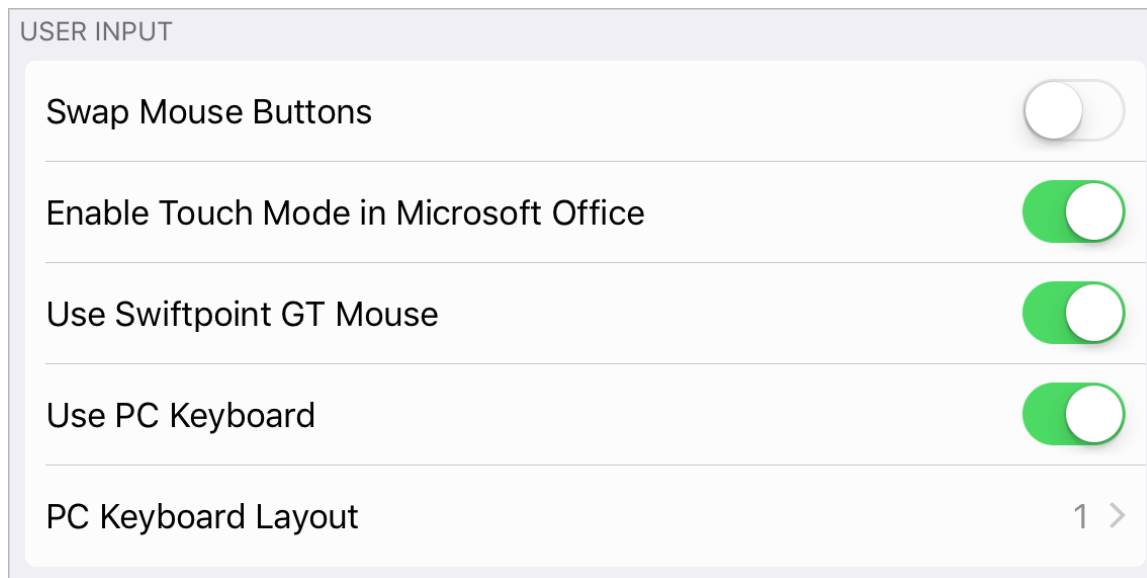 USER INPUT
Swap Mouse Buttons
Enable Touch Mode in Microsoft Office
Use Swiftpoint GT Mouse
Use PC Keyboard
PC Keyboard Layout 1